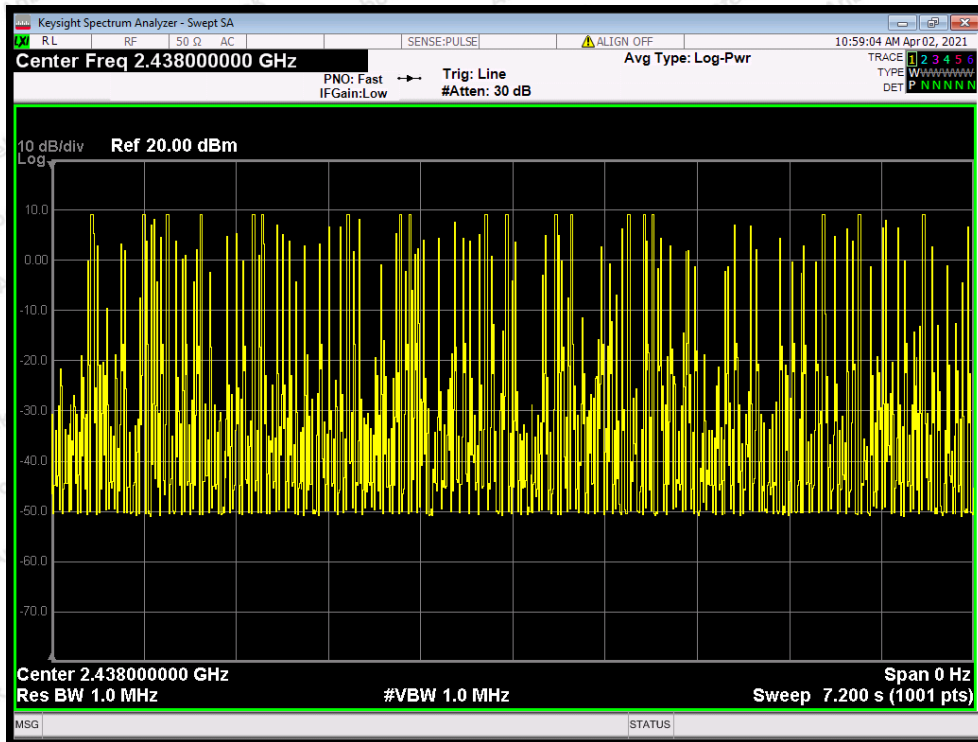 Keysight Spectrum Analyzer - Swept SA
LXI RL RF 50 Ω AC SENSE:PULSE ALIGN OFF 10:59:04 AM Apr 02, 2021
Center Freq 2.438000000 GHz Avg Type: Log-Pwr TRACE 1 2 3 4 5 6
PNO: Fast Trig: Line TYPE W
IFGain:Low #Atten: 30 dB DET P N N N N N
10 dB/div Ref 20.00 dBm
Log
10.0
0.00
-10.0
-20.0
-30.0
-40.0
-50.0
-60.0
-70.0
Center 2.438000000 GHz Span 0 Hz
Res BW 1.0 MHz #VBW 1.0 MHz Sweep 7.200 s (1001 pts)
MSG STATUS